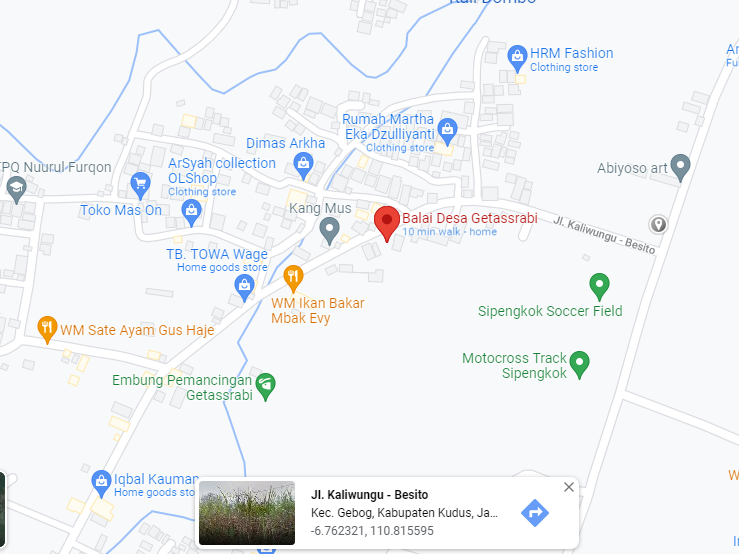 Kali Dombo
HRM Fashion
Clothing store
Rumah Martha
Eka Dzulliyanti
Clothing store
Dimas Arkha
ArSyah collection
OLShop
Clothing store
TPQ Nuurul Furqon
Abiyoso art
Toko Mas On
Kang Mus
Balai Desa Getassrabi
10 min walk - home
Jl. Kaliwungu - Besito
TB. TOWA Wage
Home goods store
WM Ikan Bakar
Mbak Evy
Sipengkok Soccer Field
WM Sate Ayam Gus Haje
Motocross Track
Sipengkok
Embung Pemancingan
Getassrabi
Iqbal Kauman
Home goods sto
Jl. Kaliwungu - Besito
Kec. Gebog, Kabupaten Kudus, Ja...
-6.762321, 110.815595